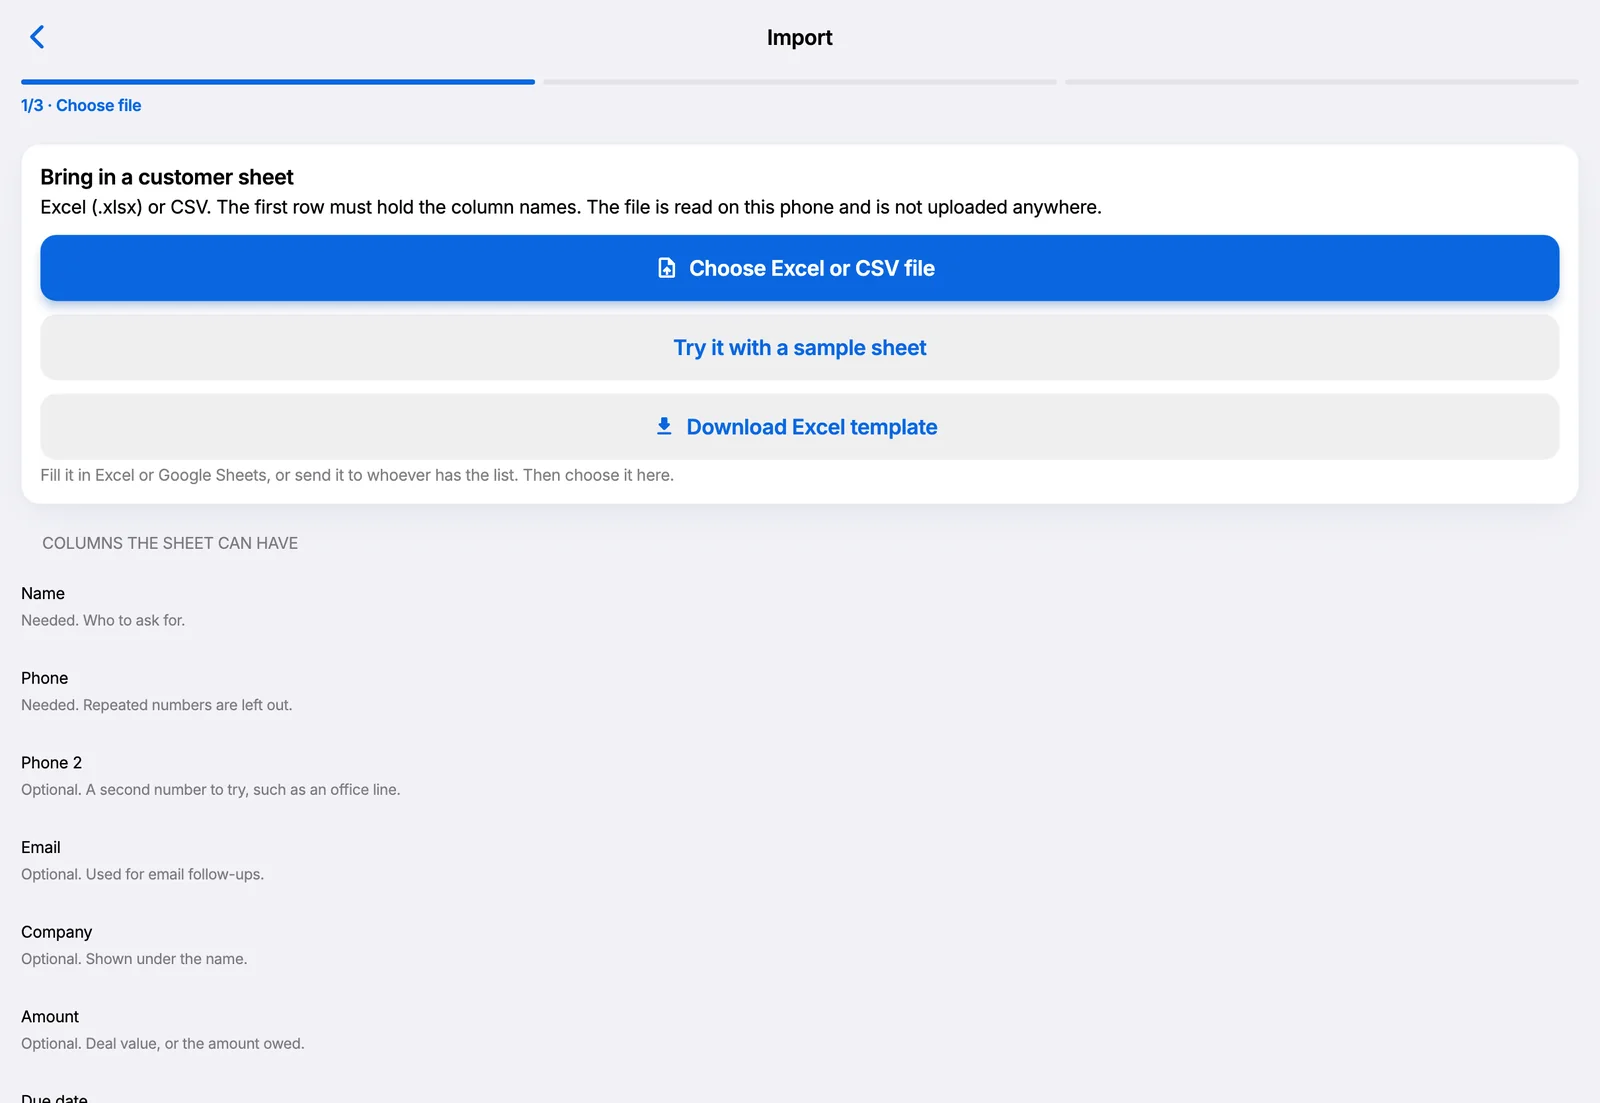 Import
1/3 · Choose file
Bring in a customer sheet
Excel (.xlsx) or CSV. The first row must hold the column names. The file is read on this phone and is not uploaded anywhere.
Choose Excel or CSV file
Try it with a sample sheet
Download Excel template
Fill it in Excel or Google Sheets, or send it to whoever has the list. Then choose it here.
COLUMNS THE SHEET CAN HAVE
Name
Needed. Who to ask for.
Phone
Needed. Repeated numbers are left out.
Phone 2
Optional. A second number to try, such as an office line.
Email
Optional. Used for email follow-ups.
Company
Optional. Shown under the name.
Amount
Optional. Deal value, or the amount owed.
Due date